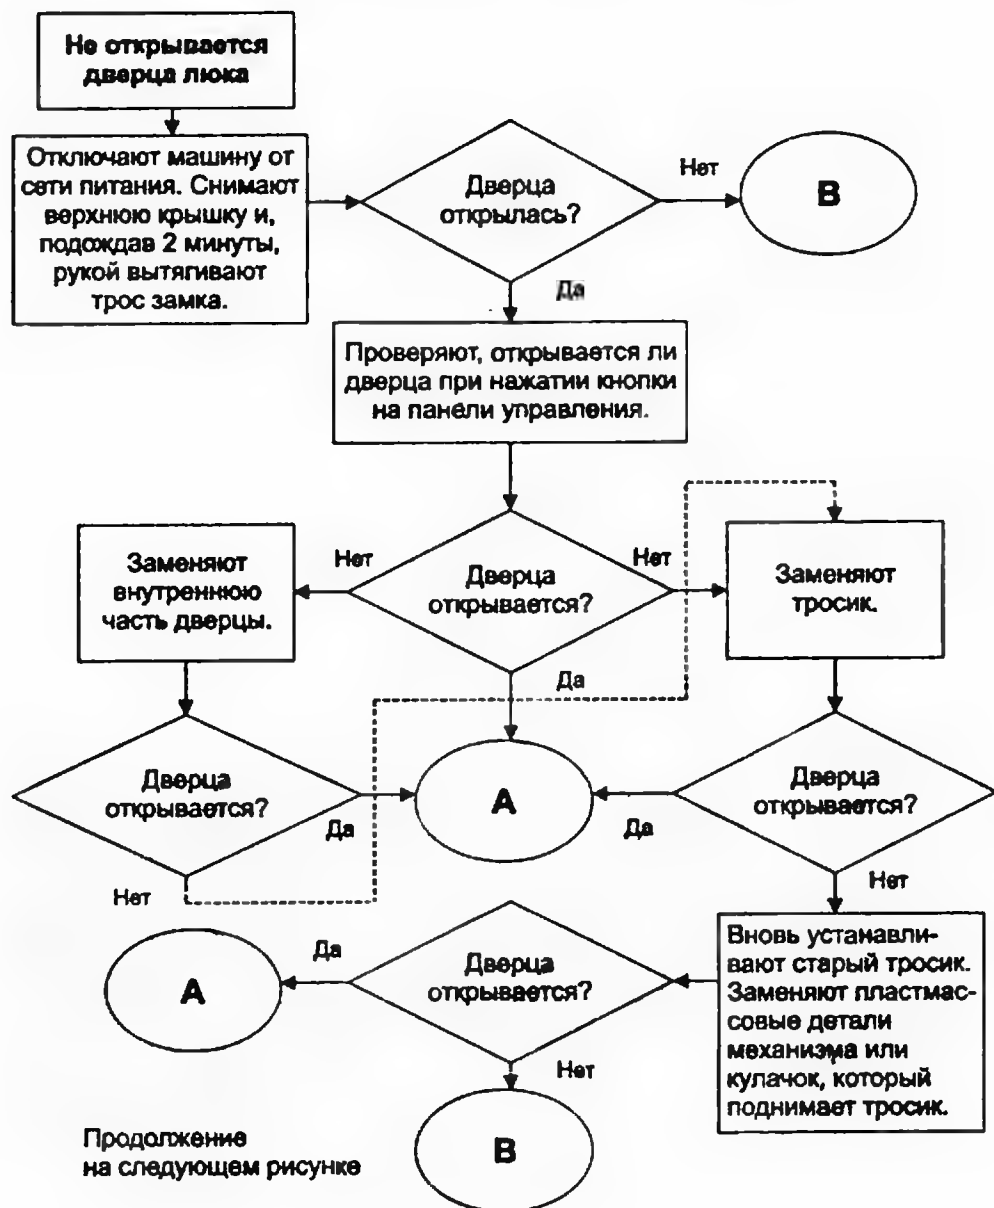 Не открывается
дверца люка
Отключают машину от
сети питания. Снимают
верхнюю крышку и,
подождав 2 минуты,
рукой вытягивают
трос замка.
Дверца
открылась?
Нет
В
Да
Проверяют, открывается ли
дверца при нажатии кнопки
на панели управления.
Заменяют
внутреннюю
часть дверцы.
Нет
Дверца
открывается?
Нет
Заменяют
тросик.
Да
Дверца
открывается?
Да
Нет
А
Дверца
открывается?
Да
Нет
Вновь устанавли-
вают старый тросик.
Заменяют пластмас-
совые детали
механизма или
кулачок, который
поднимает тросик.
Дверца
открывается?
Да
А
Нет
В
Продолжение
на следующем рисунке